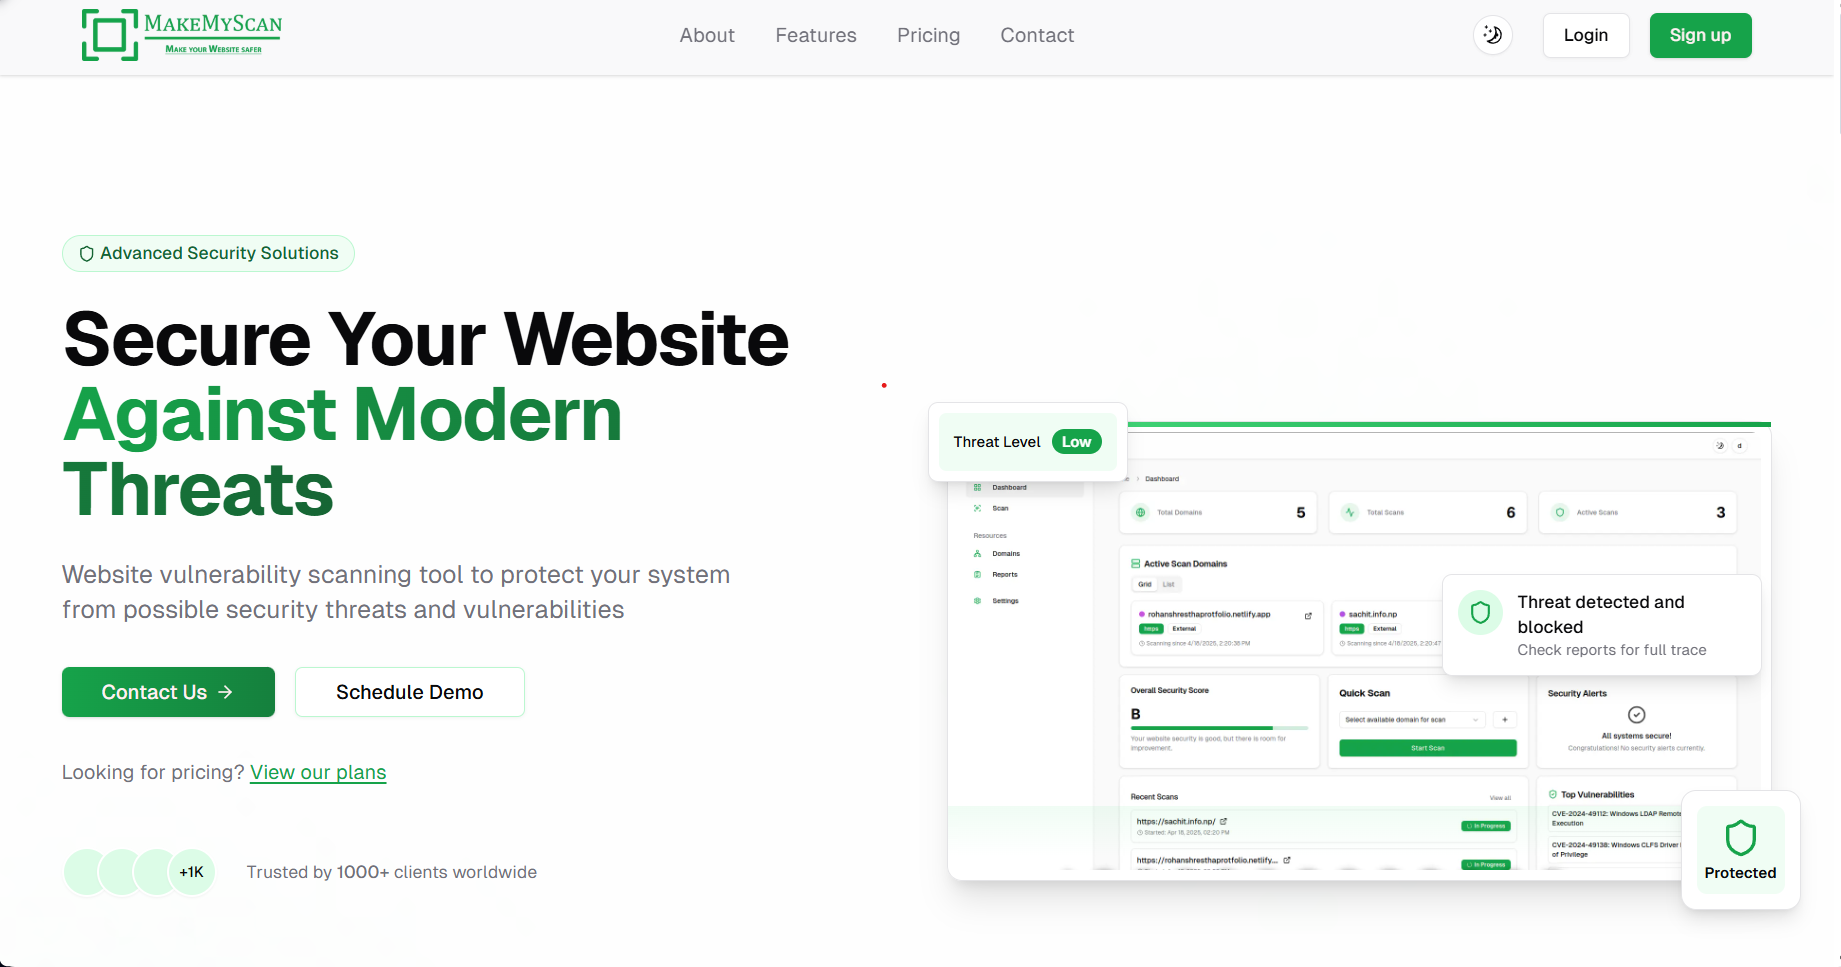 MAKEMYSCAN
MAKE YOUR WEBSITE SAFER
About
Features
Pricing
Contact
Login
Sign up
Advanced Security Solutions
Secure Your Website
Against Modern
Threats
Website vulnerability scanning tool to protect your system
from possible security threats and vulnerabilities
Contact Us →
Schedule Demo
Looking for pricing? View our plans
+1K
Trusted by 1000+ clients worldwide
Threat Level Low
d
Dashboard
Dashboard
Scan
Resources
Domains
Reports
Settings
Total Domains 5
Total Scans 6
Active Scans 3
Active Scan Domains
Grid List
rohanshresthaprotfolio.netlify.app
https External
Scanning since 4/18/2025, 2:20:38 PM
sachit.info.np
https External
Scanning since 4/18/2025, 2:20:47
Threat detected and
blocked
Check reports for full trace
Overall Security Score
B
Your website security is good, but there is room for
improvement.
Quick Scan
Select available domain for scan
+
Start Scan
Security Alerts
All systems secure!
Congratulations! No security alerts currently.
Recent Scans
View all
https://sachit.info.np/
Started: Apr 18, 2025, 02:20 PM
In Progress
https://rohanshresthaprotfolio.netlify...
In Progress
Top Vulnerabilities
CVE-2024-49112: Windows LDAP Remote
Execution
CVE-2024-49138: Windows CLFS Driver
of Privilege
Protected